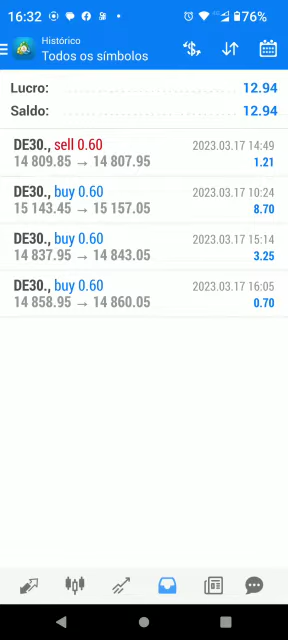 16:32
76%
Histórico
Todos os símbolos
Lucro: 12.94
Saldo: 12.94
DE30., sell 0.60 2023.03.17 14:49
14 809.85 → 14 807.95 1.21
DE30., buy 0.60 2023.03.17 10:24
15 143.45 → 15 157.05 8.70
DE30., buy 0.60 2023.03.17 15:14
14 837.95 → 14 843.05 3.25
DE30., buy 0.60 2023.03.17 16:05
14 858.95 → 14 860.05 0.70